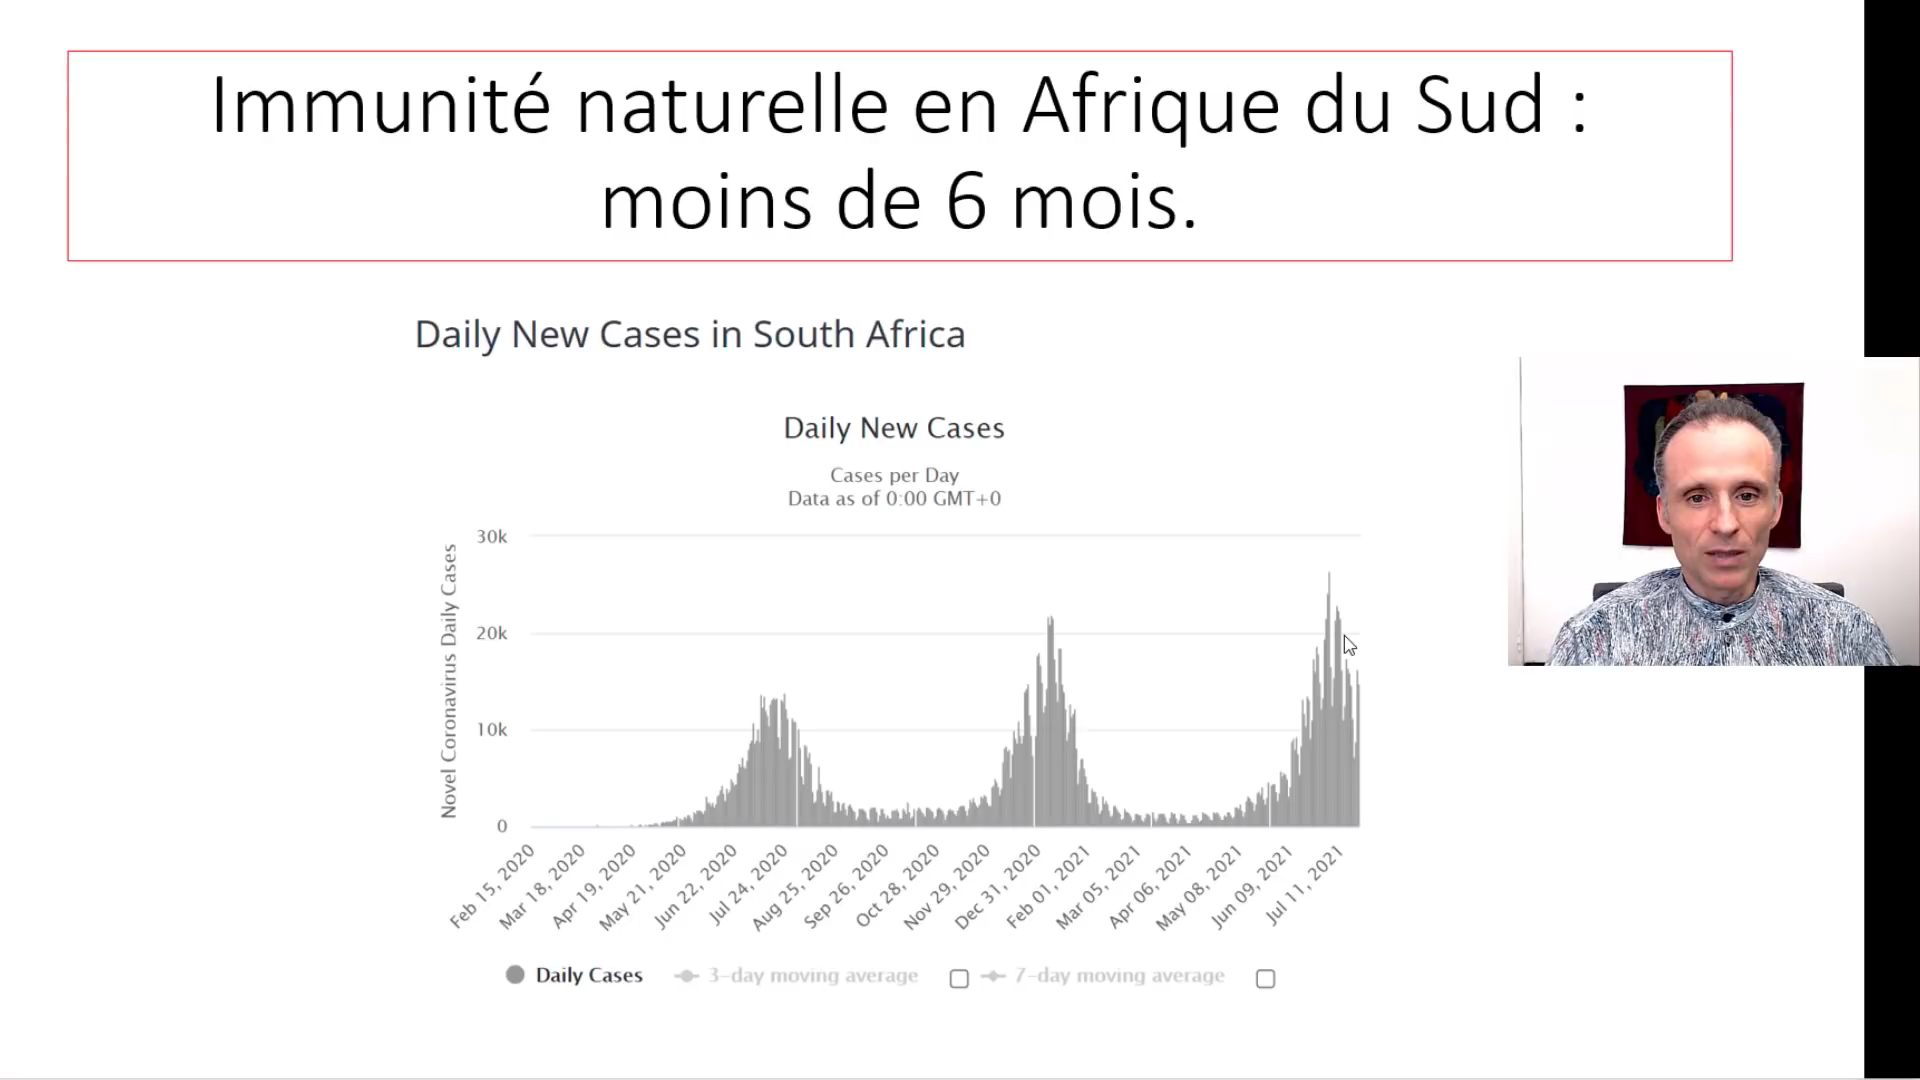 Immunité naturelle en Afrique du Sud :
moins de 6 mois.
Daily New Cases in South Africa
Daily New Cases
Cases per Day
Data as of 0:00 GMT+0
Novel Coronavirus Daily Cases
30k
20k
10k
0
Feb 15, 2020
Mar 18, 2020
Apr 19, 2020
May 21, 2020
Jun 22, 2020
Jul 24, 2020
Aug 25, 2020
Sep 26, 2020
Oct 28, 2020
Nov 29, 2020
Dec 31, 2020
Feb 01, 2021
Mar 05, 2021
Apr 06, 2021
May 08, 2021
Jun 09, 2021
Jul 11, 2021
Daily Cases 3-day moving average 7-day moving average